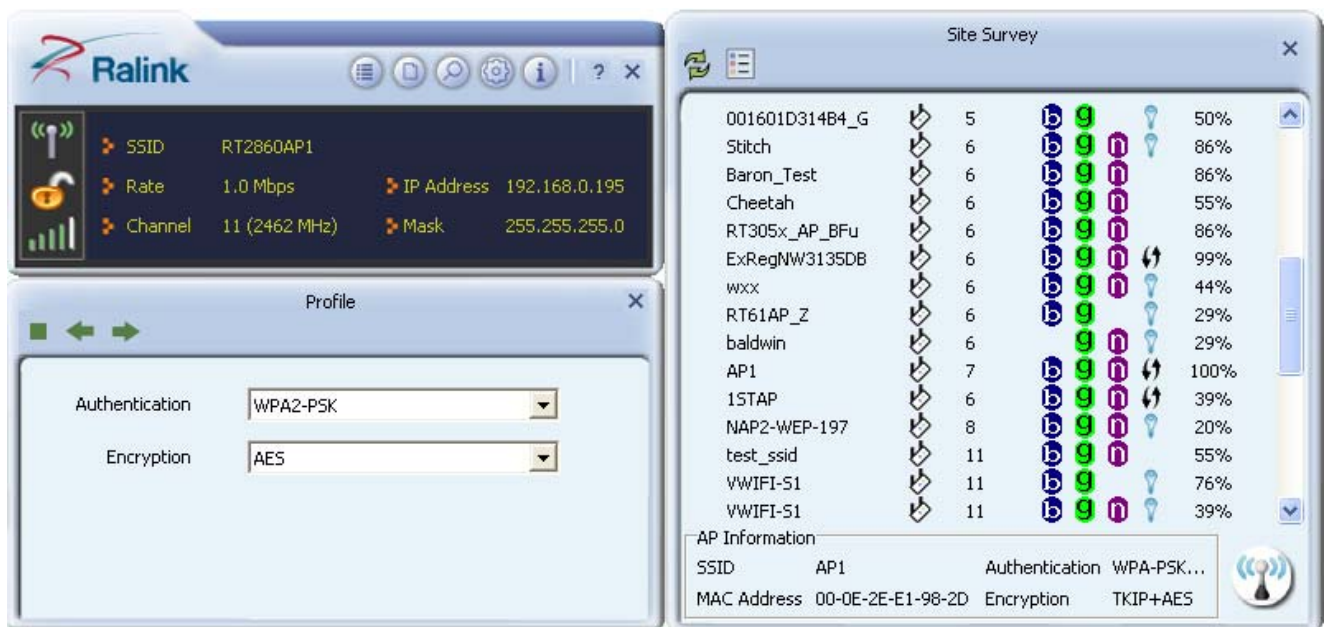 Ralink
? ×
SSID RT2860AP1
Rate 1.0 Mbps IP Address 192.168.0.195
Channel 11 (2462 MHz) Mask 255.255.255.0
Profile ×
Authentication WPA2-PSK
Encryption AES
Site Survey ×
001601D314B4_G 5 b g 50%
Stitch 6 b g n 86%
Baron_Test 6 b g n 86%
Cheetah 6 b g n 55%
RT305x_AP_BFu 6 b g n 86%
ExRegNW3135DB 6 b g n 99%
wxx 6 b g n 44%
RT61AP_Z 6 b g 29%
baldwin 6 g n 29%
AP1 7 b g n 100%
1STAP 6 b g n 39%
NAP2-WEP-197 8 b g n 20%
test_ssid 11 b g n 55%
VWIFI-S1 11 b g 76%
VWIFI-S1 11 b g n 39%
AP Information
SSID AP1 Authentication WPA-PSK...
MAC Address 00-0E-2E-E1-98-2D Encryption TKIP+AES